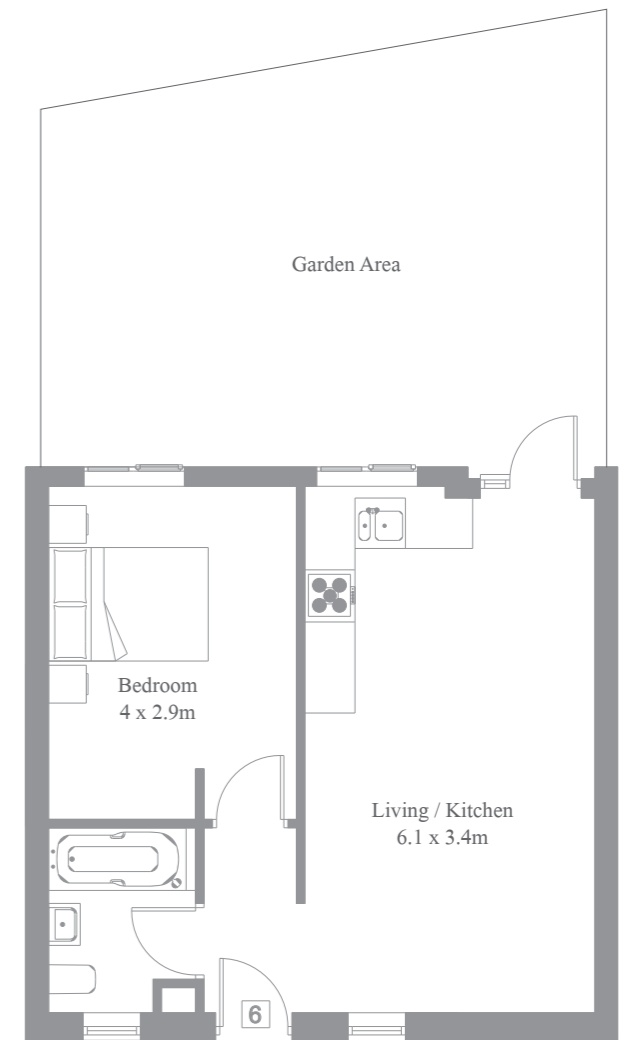 Garden Area
Bedroom
4 x 2.9m
Living / Kitchen
6.1 x 3.4m
6